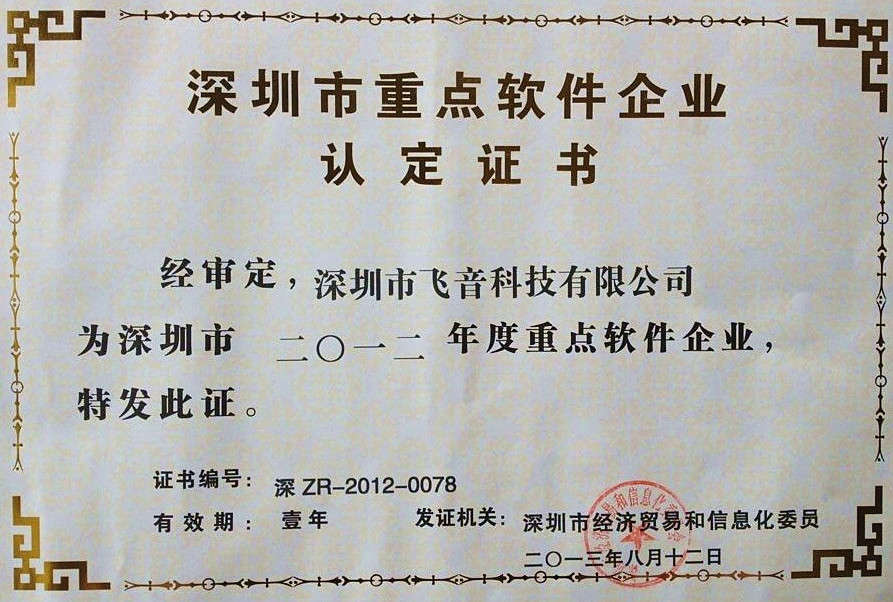 深圳市重点软件企业
认定证书
经审定，深圳市飞音科技有限公司
为深圳市 二〇一二 年度重点软件企业，
特发此证。
证书编号：深 ZR-2012-0078
有效期：壹年 发证机关：深圳市经济贸易和信息化委员
二〇一三年八月十二日